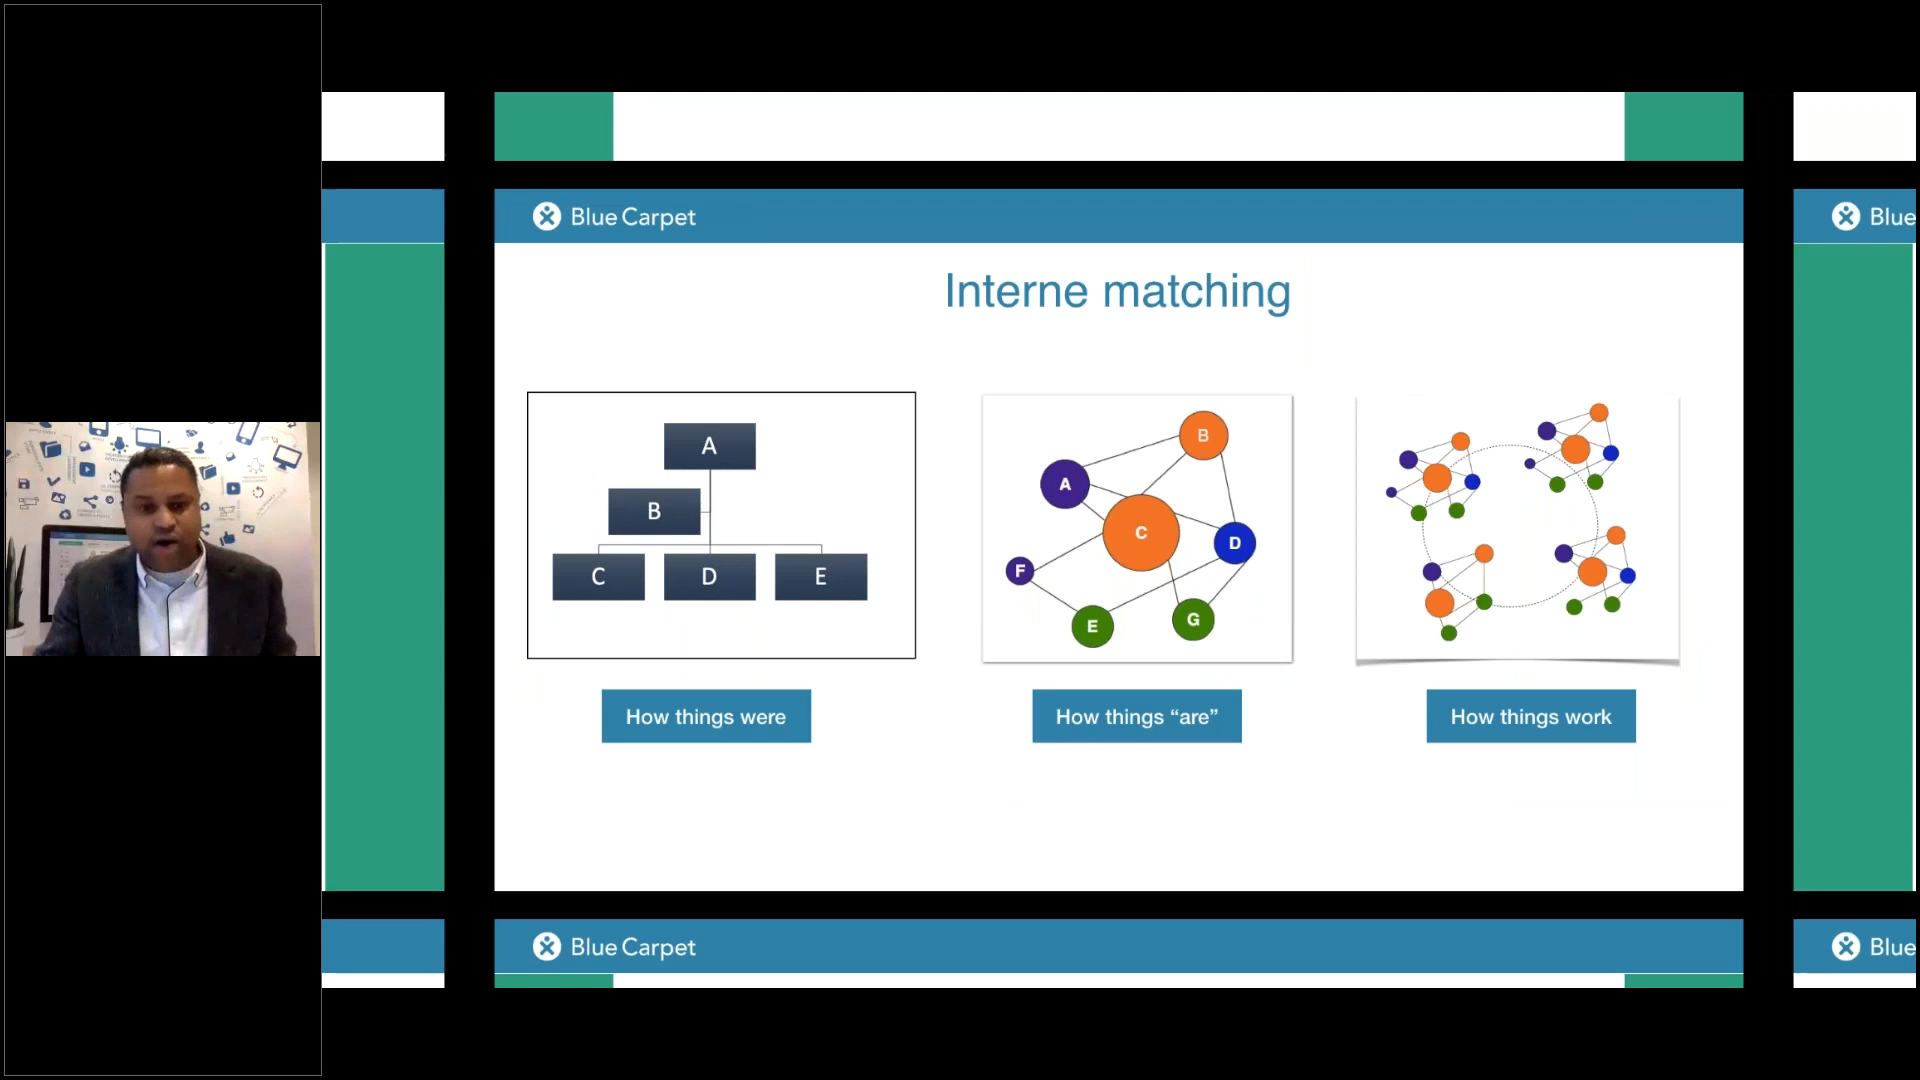 Blue Carpet
Blue
Interne matching
A
B
C D E
B
A
C
D
F
E
G
How things were
How things “are”
How things work
Blue Carpet
Blue